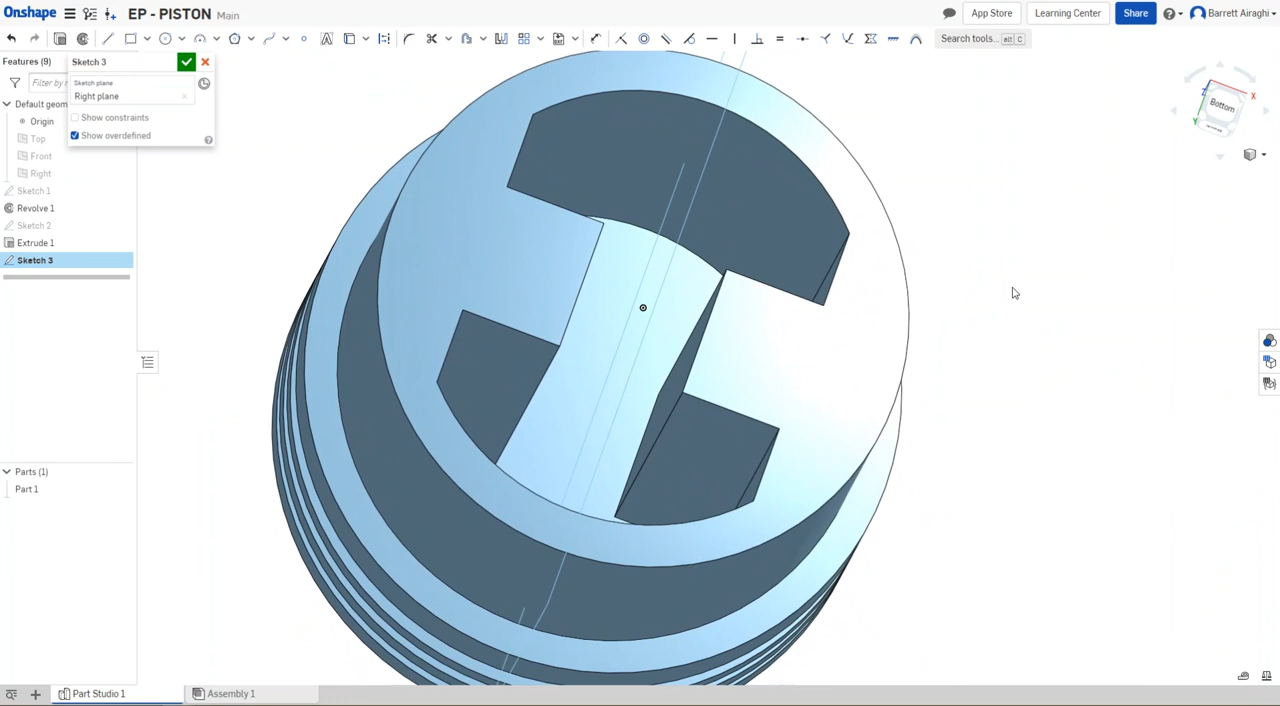 Onshape EP - PISTON Main App Store Learning Center Share Barrett Airaghi
Search tools... alt C
Features (9)
Filter by
Sketch 3
Sketch plane
Right plane
Show constraints
Show overdefined
Default geom
Origin
Top
Front
Right
Sketch 1
Revolve 1
Sketch 2
Extrude 1
Sketch 3
Z
X
Y
Bottom
Parts (1)
Part 1
Part Studio 1 Assembly 1